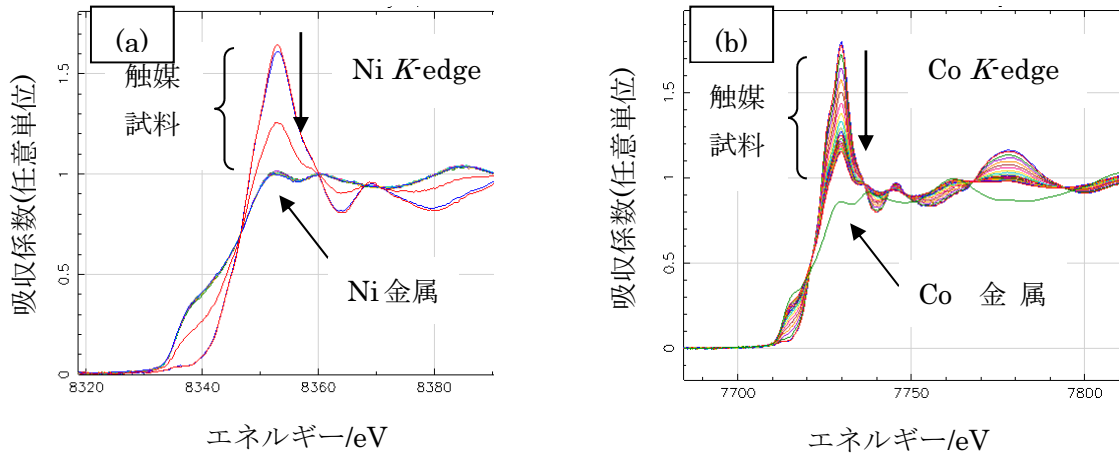 (a)
触媒
試料
Ni K-edge
Ni 金属
吸収係数(任意単位)
1.5
1
0.5
0
8320
8340
8360
8380
エネルギー/eV
(b)
触媒
試料
Co K-edge
Co 金 属
吸収係数(任意単位)
1.5
1
0.5
0
7700
7750
7800
エネルギー/eV